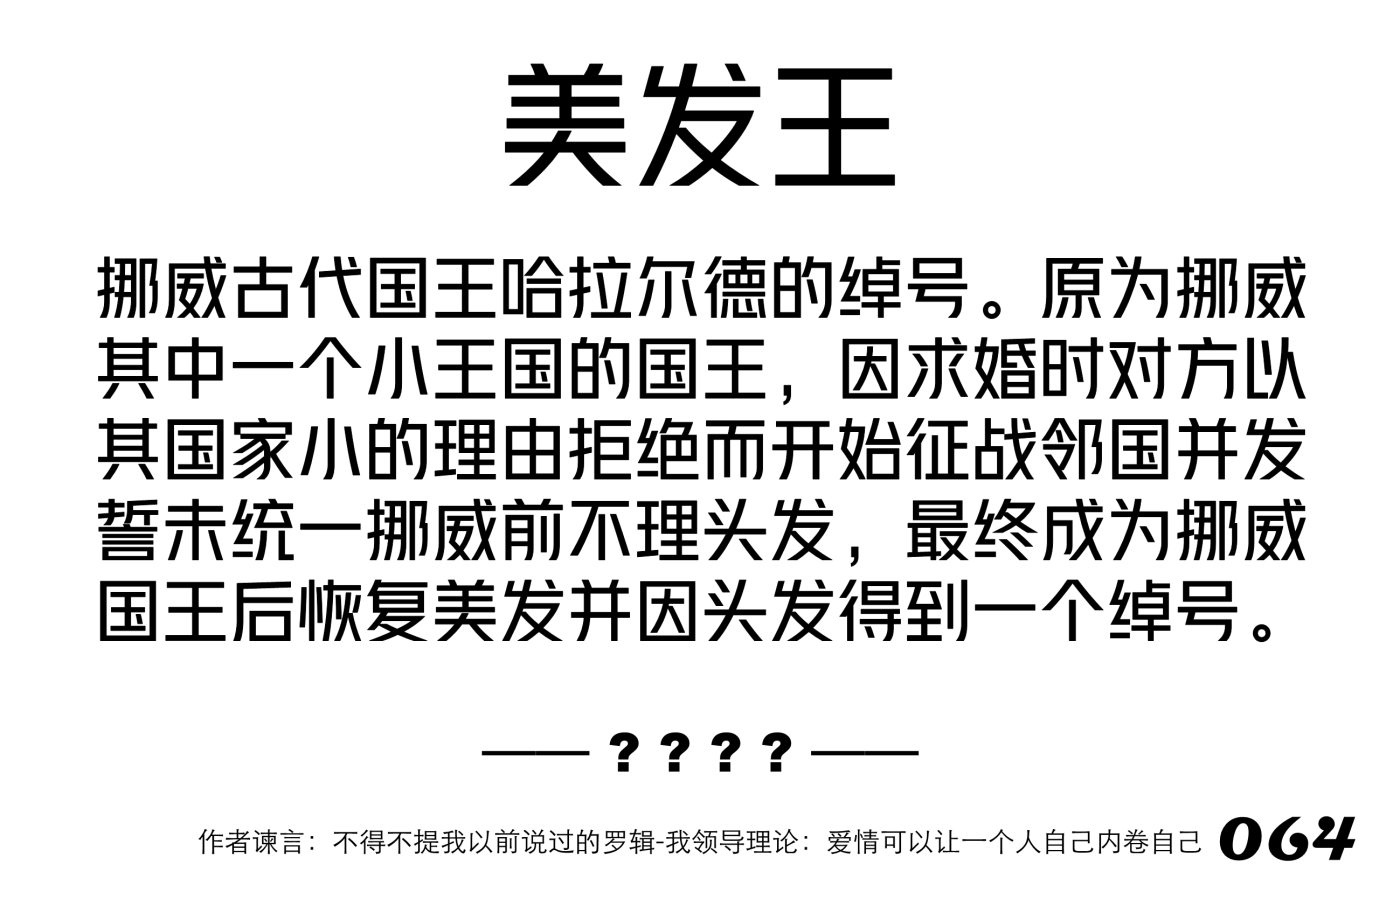 美发王
挪威古代国王哈拉尔德的绰号。原为挪威
其中一个小王国的国王，因求婚时对方以
其国家小的理由拒绝而开始征战邻国并发
誓未统一挪威前不理头发，最终成为挪威
国王后恢复美发并因头发得到一个绰号。
——？？？？——
作者谏言：不得不提我以前说过的罗辑-我领导理论：爱情可以让一个人自己内卷自己 064